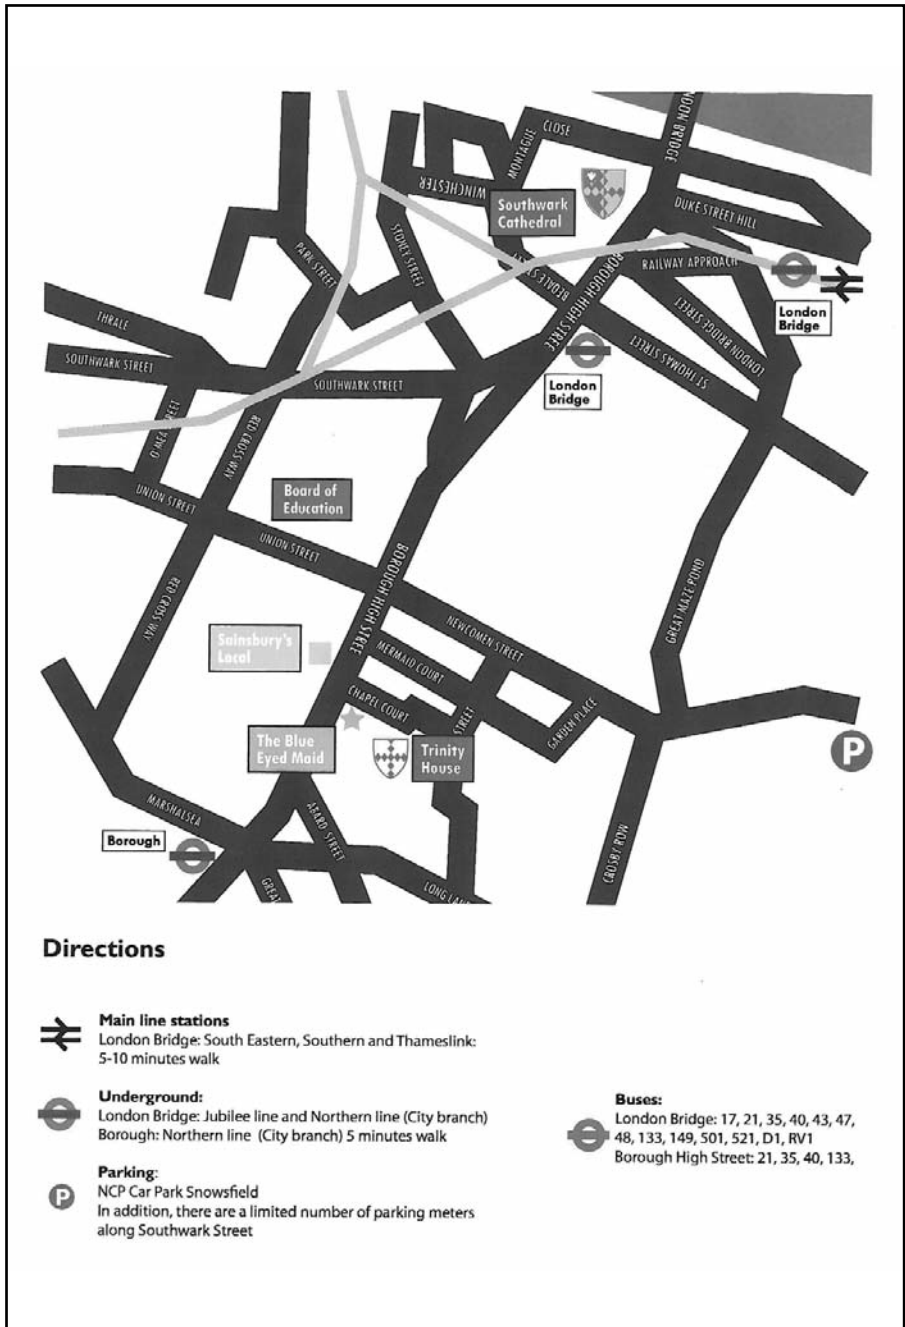 CLOSE
MONTAGUE
WINCHESTER
Southwark
Cathedral
DUKE STREET HILL
STONEY STREET
PARK STREET
BEDALE
RAILWAY APPROACH
BOROUGH HIGH STREET
LONDON BRIDGE STREET
ST THOMAS STREET
London
Bridge
London
Bridge
THRALE
SOUTHWARK STREET
SOUTHWARK STREET
RED CROSS WAY
UNION STREET
Board of
Education
UNION STREET
BOROUGH HIGH STREET
RED CROSS WAY
GREAT MAZE POND
NEWCOMEN STREET
Sainsbury's
Local
MERMAID COURT
CHAPEL COURT
STREET
GARDEN PLACE
The Blue
Eyed Maid
Trinity
House
P
MARSHALSEA
ABARD STREET
Borough
CROSBY ROW
GREAT
LONG LAN
Directions
Main line stations
London Bridge: South Eastern, Southern and Thameslink:
5-10 minutes walk
Underground:
London Bridge: Jubilee line and Northern line (City branch)
Borough: Northern line (City branch) 5 minutes walk
Buses:
London Bridge: 17, 21, 35, 40, 43, 47,
48, 133, 149, 501, 521, D1, RV1
Borough High Street: 21, 35, 40, 133,
Parking:
P
NCP Car Park Snowsfield
In addition, there are a limited number of parking meters
along Southwark Street